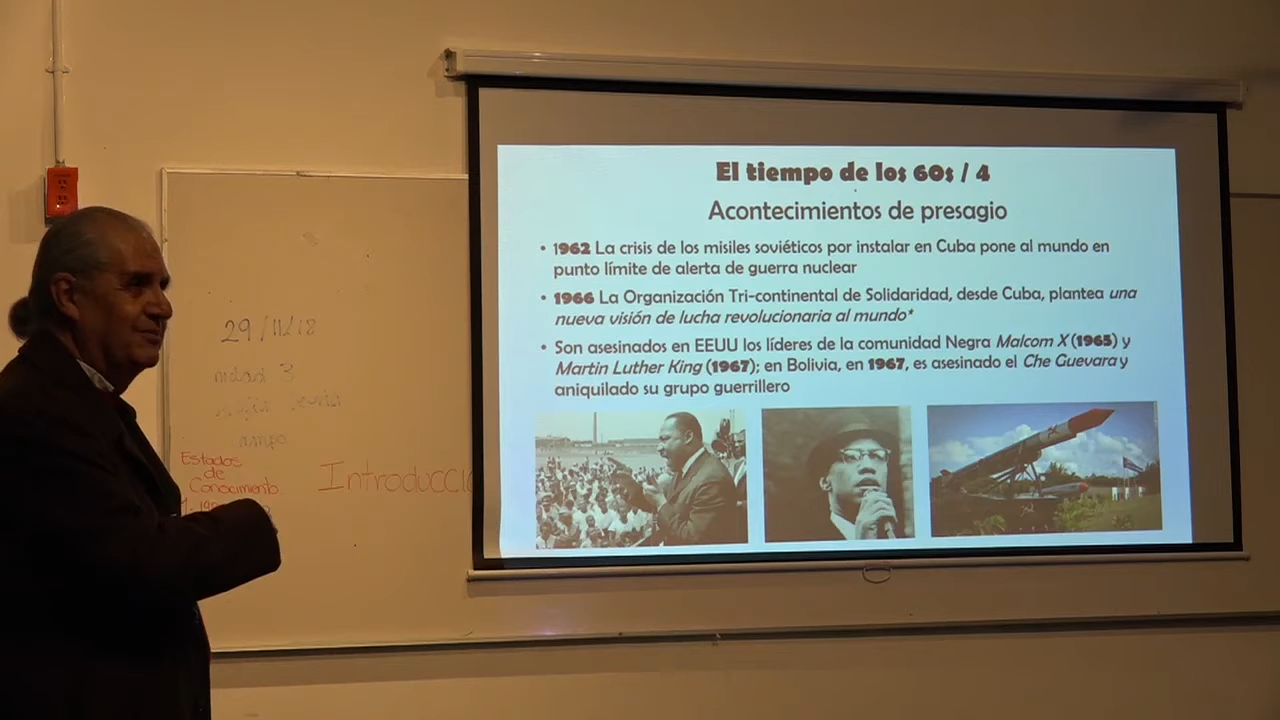 El tiempo de los 60s / 4
Acontecimientos de presagio
• 1962 La crisis de los misiles soviéticos por instalar en Cuba pone al mundo en
punto límite de alerta de guerra nuclear
• 1966 La Organización Tri-continental de Solidaridad, desde Cuba, plantea una
nueva visión de lucha revolucionaria al mundo*
• Son asesinados en EEUU los líderes de la comunidad Negra Malcom X (1965) y
Martin Luther King (1967); en Bolivia, en 1967, es asesinado el Che Guevara y
aniquilado su grupo guerrillero
29/11/18
3
Estados
de
Conocimiento.
Introducció